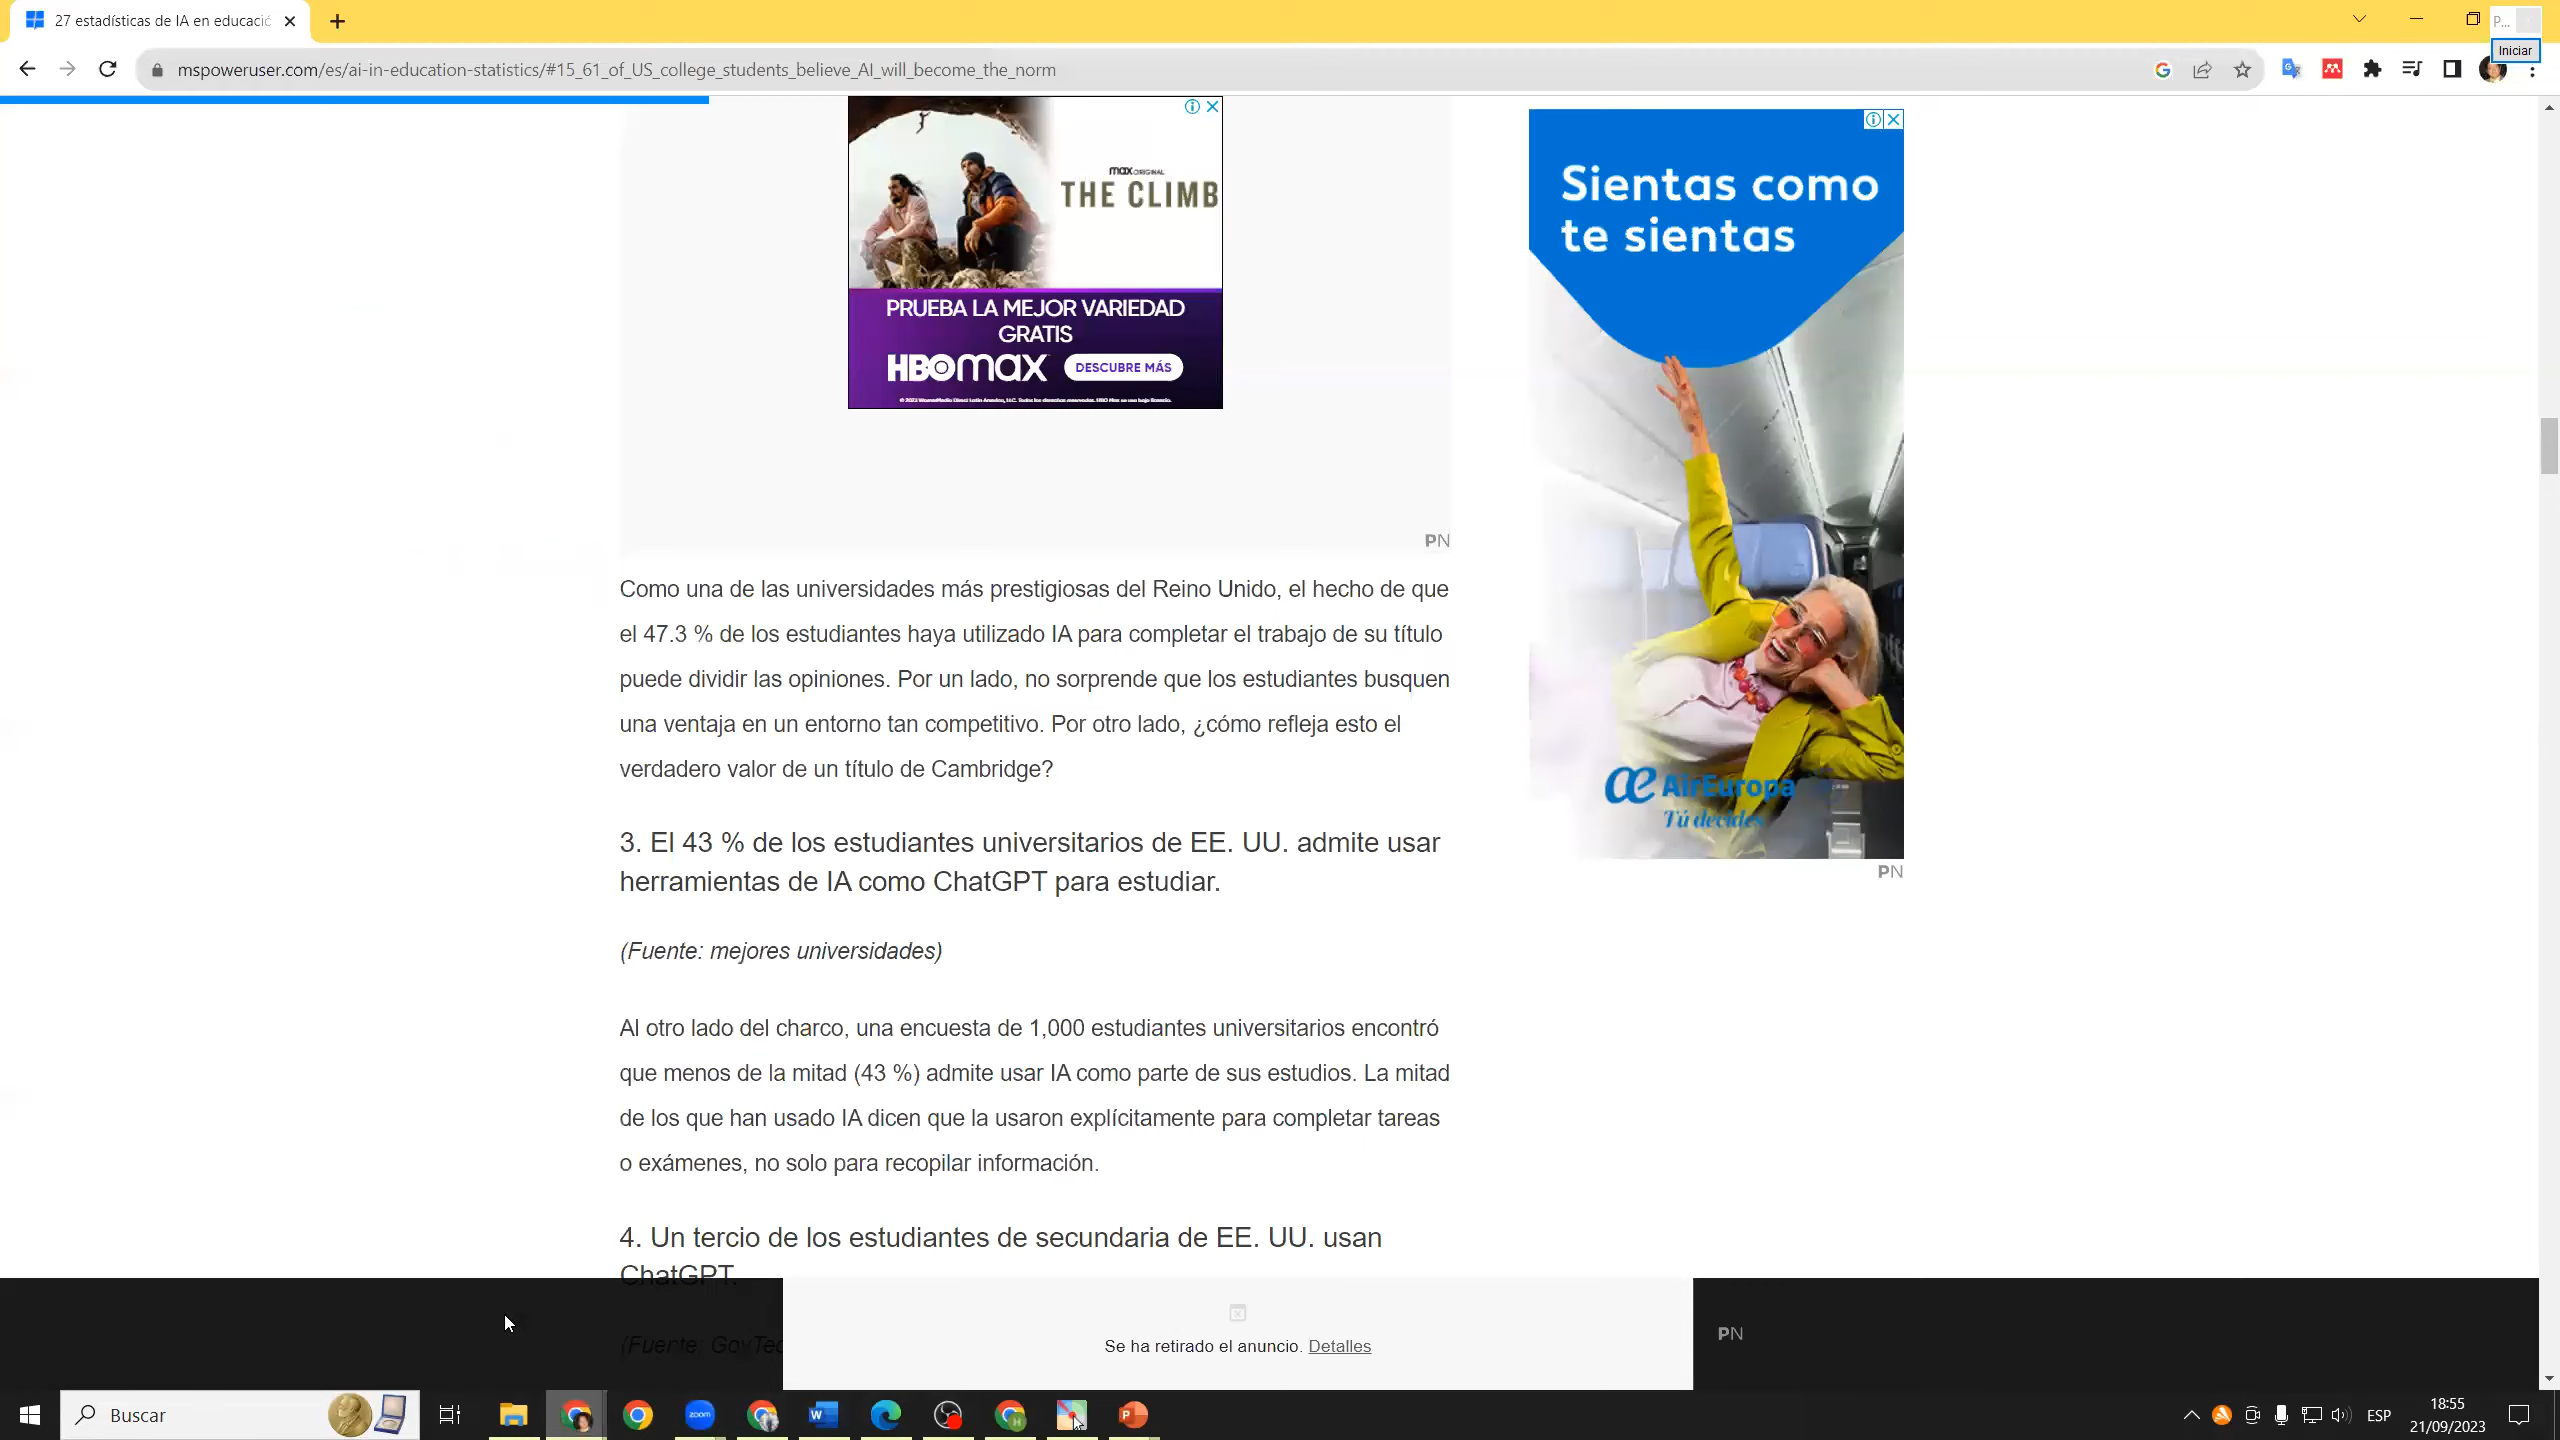 27 estadísticas de IA en educació
P...
Iniciar
mspoweruser.com/es/ai-in-education-statistics/#15_61_of_US_college_students_believe_AI_will_become_the_norm
max ORIGINAL
THE CLIMB
PRUEBA LA MEJOR VARIEDAD
GRATIS
HBOmax DESCUBRE MÁS
PN
Sientas como
te sientas
AirEuropa
Tú decides
PN
Como una de las universidades más prestigiosas del Reino Unido, el hecho de que
el 47.3 % de los estudiantes haya utilizado IA para completar el trabajo de su título
puede dividir las opiniones. Por un lado, no sorprende que los estudiantes busquen
una ventaja en un entorno tan competitivo. Por otro lado, ¿cómo refleja esto el
verdadero valor de un título de Cambridge?
3. El 43 % de los estudiantes universitarios de EE. UU. admite usar
herramientas de IA como ChatGPT para estudiar.
(Fuente: mejores universidades)
Al otro lado del charco, una encuesta de 1,000 estudiantes universitarios encontró
que menos de la mitad (43 %) admite usar IA como parte de sus estudios. La mitad
de los que han usado IA dicen que la usaron explícitamente para completar tareas
o exámenes, no solo para recopilar información.
4. Un tercio de los estudiantes de secundaria de EE. UU. usan
ChatGPT.
(Fuente: GovTec
Se ha retirado el anuncio. Detalles
PN
Buscar
zoom
ESP
18:55
21/09/2023